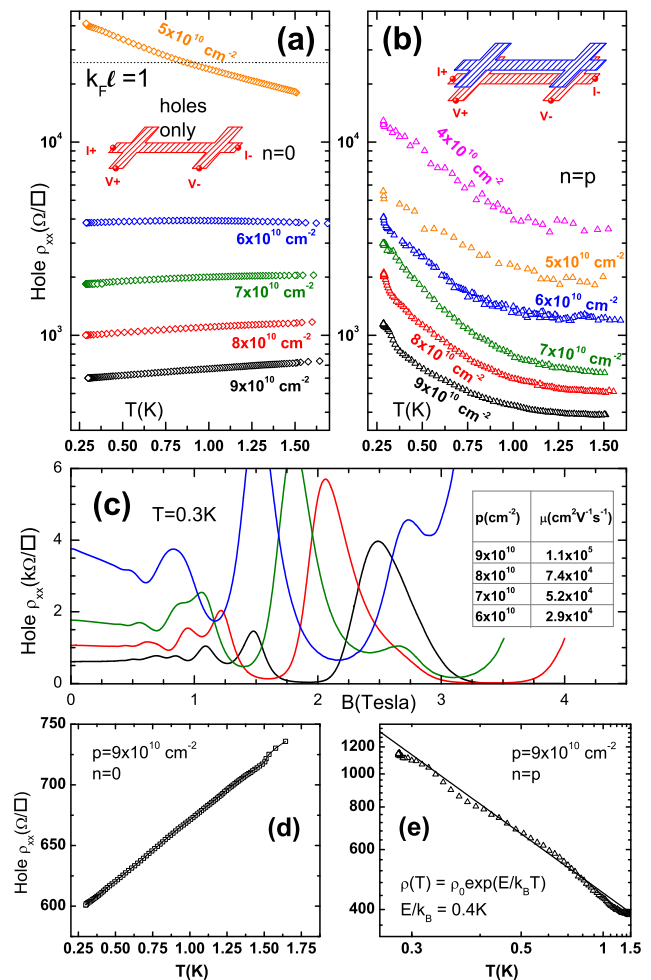 (a)
5x10¹⁰ cm⁻²
k_Fℓ = 1
holes
only
n=0
I+
I-
V+
V-
6x10¹⁰ cm⁻²
7x10¹⁰ cm⁻²
8x10¹⁰ cm⁻²
9x10¹⁰ cm⁻²
10⁴
10³
Hole ρₓₓ(Ω/□)
T(K)
0.25 0.50 0.75 1.00 1.25 1.50
(b)
I+
I-
V+
V-
n=p
4x10¹⁰ cm⁻²
5x10¹⁰ cm⁻²
6x10¹⁰ cm⁻²
7x10¹⁰ cm⁻²
8x10¹⁰ cm⁻²
9x10¹⁰ cm⁻²
10⁴
10³
T(K)
0.25 0.50 0.75 1.00 1.25 1.50
(c)
T=0.3K
Hole ρₓₓ(kΩ/□)
6
4
2
0
0 1 2 3 4
B(Tesla)
p(cm⁻²) μ(cm²V⁻¹s⁻¹)
9x10¹⁰ 1.1x10⁵
8x10¹⁰ 7.4x10⁴
7x10¹⁰ 5.2x10⁴
6x10¹⁰ 2.9x10⁴
p=9x10¹⁰ cm⁻²
n=0
(d)
Hole ρₓₓ(Ω/□)
750
700
650
600
0.25 0.50 0.75 1.00 1.25 1.50 1.75
T(K)
p=9x10¹⁰ cm⁻²
n=p
(e)
ρ(T) = ρ₀exp(E/k_BT)
E/k_B = 0.4K
1200
1000
800
600
400
0.3 0.5 1 1.5
T(K)